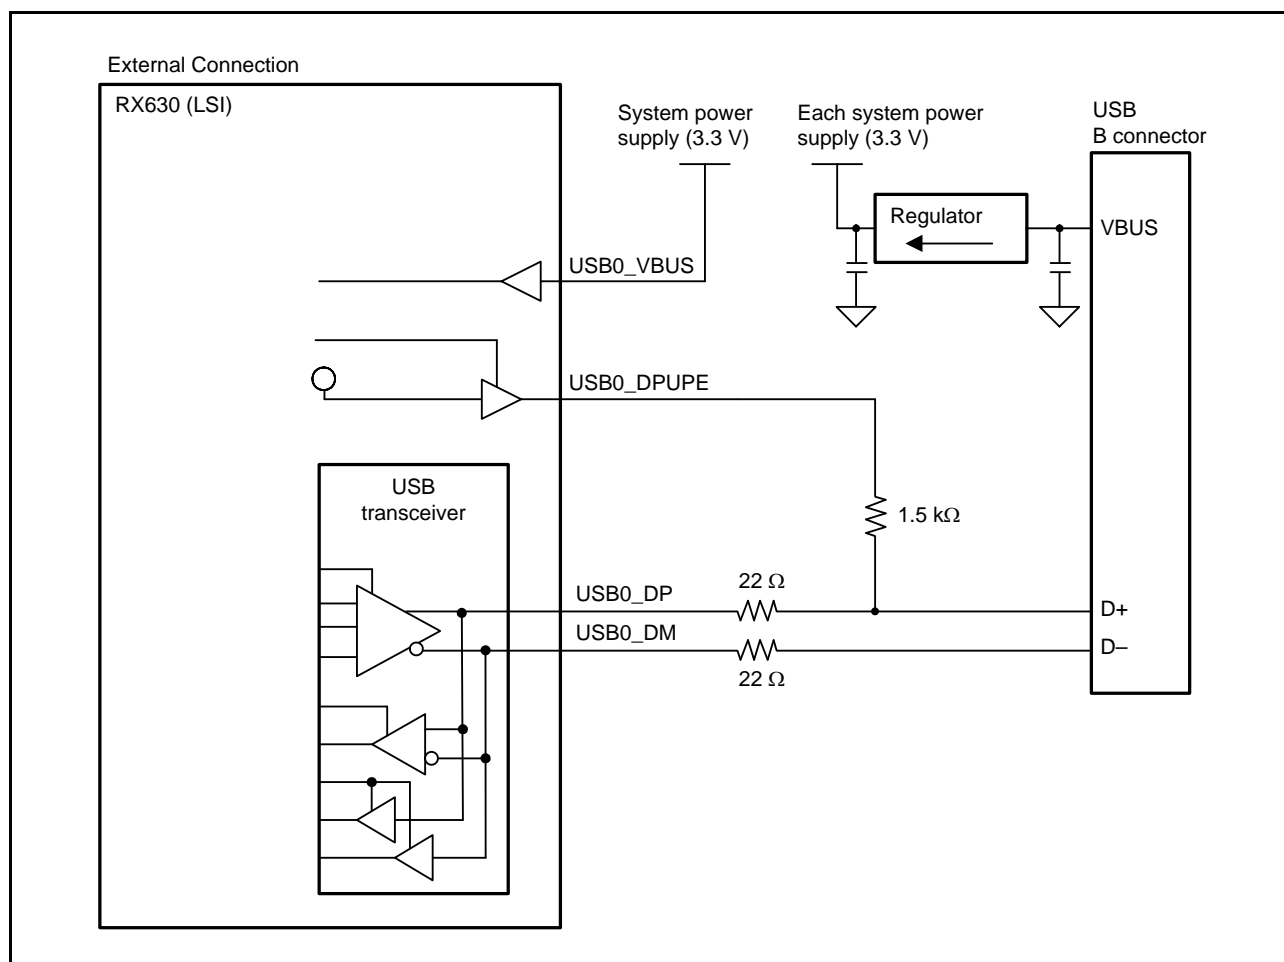 External Connection
RX630 (LSI)
System power
supply (3.3 V)
Each system power
supply (3.3 V)
USB
B connector
Regulator
VBUS
USB0_VBUS
USB0_DPUPE
USB
transceiver
1.5 kΩ
22 Ω
USB0_DP
D+
USB0_DM
D–
22 Ω